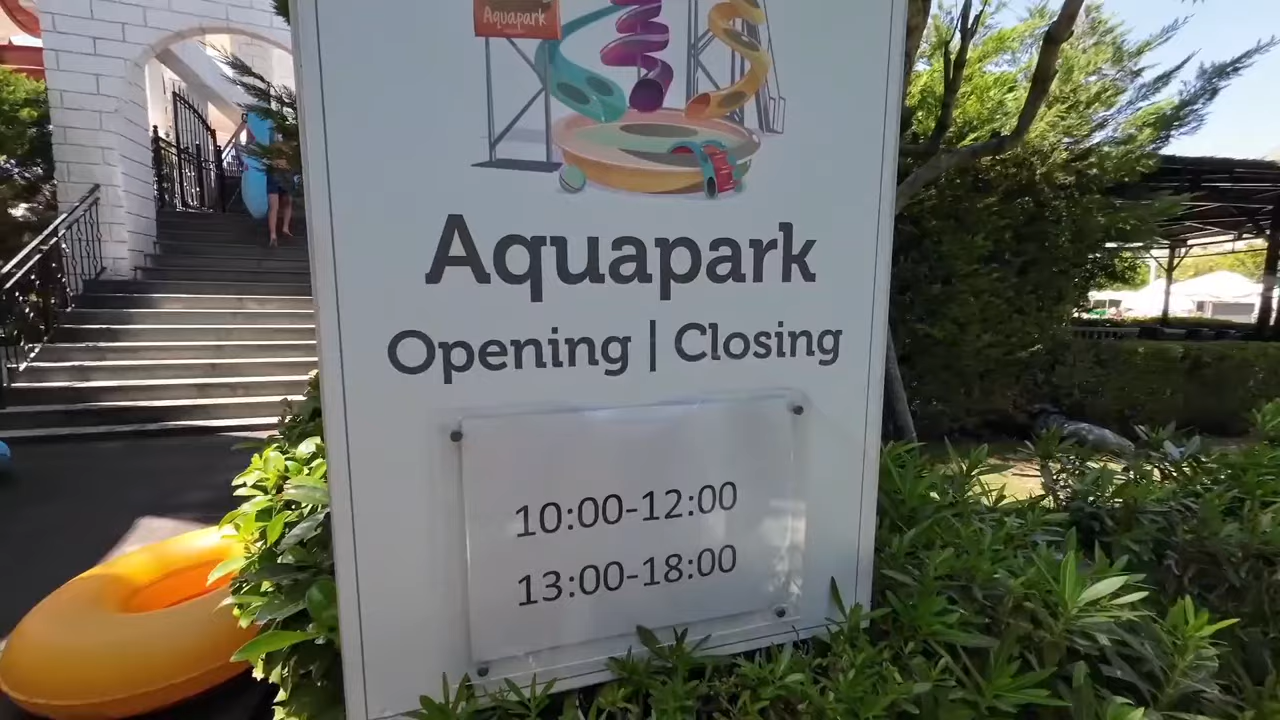 Aquapark
Aquapark
Opening | Closing
10:00-12:00
13:00-18:00